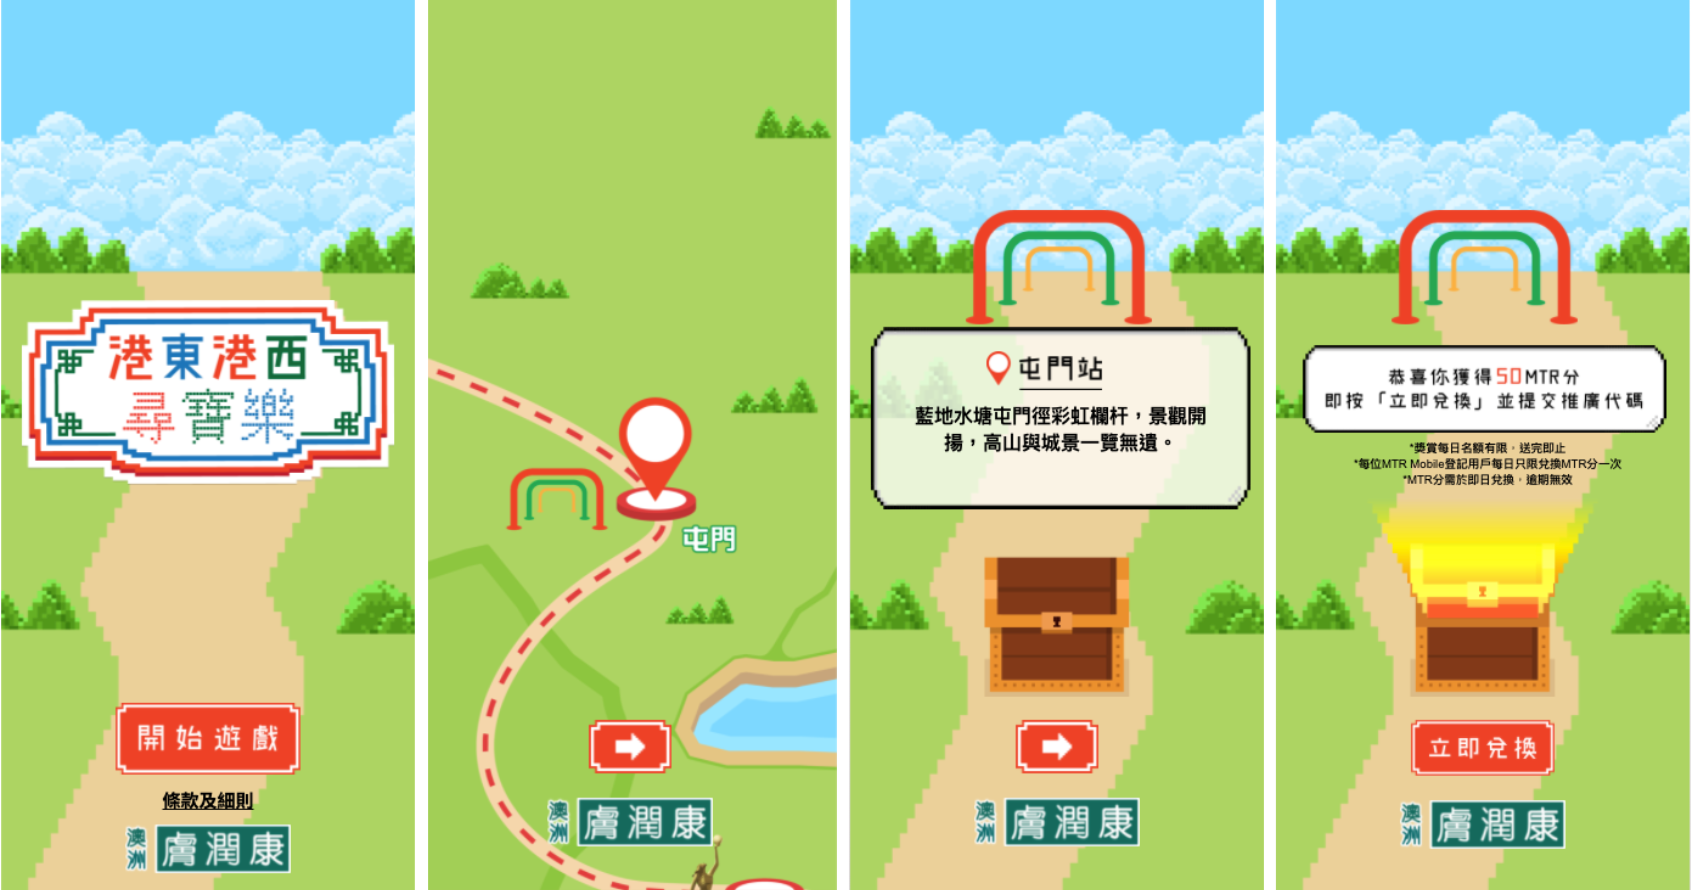 港東港西
尋寶樂
開始遊戲
條款及細則
澳洲
膚潤康
屯門
澳洲
膚潤康
屯門站
藍地水塘屯門徑彩虹欄杆，景觀開
揚，高山與城景一覽無遺。
澳洲
膚潤康
恭喜你獲得50MTR分
即按「立即兌換」並提交推廣代碼
*獎賞每日名額有限，送完即止
*每位MTR Mobile登記用戶每日只限兌換MTR分一次
*MTR分需於即日兌換，逾期無效
立即兌換
澳洲
膚潤康